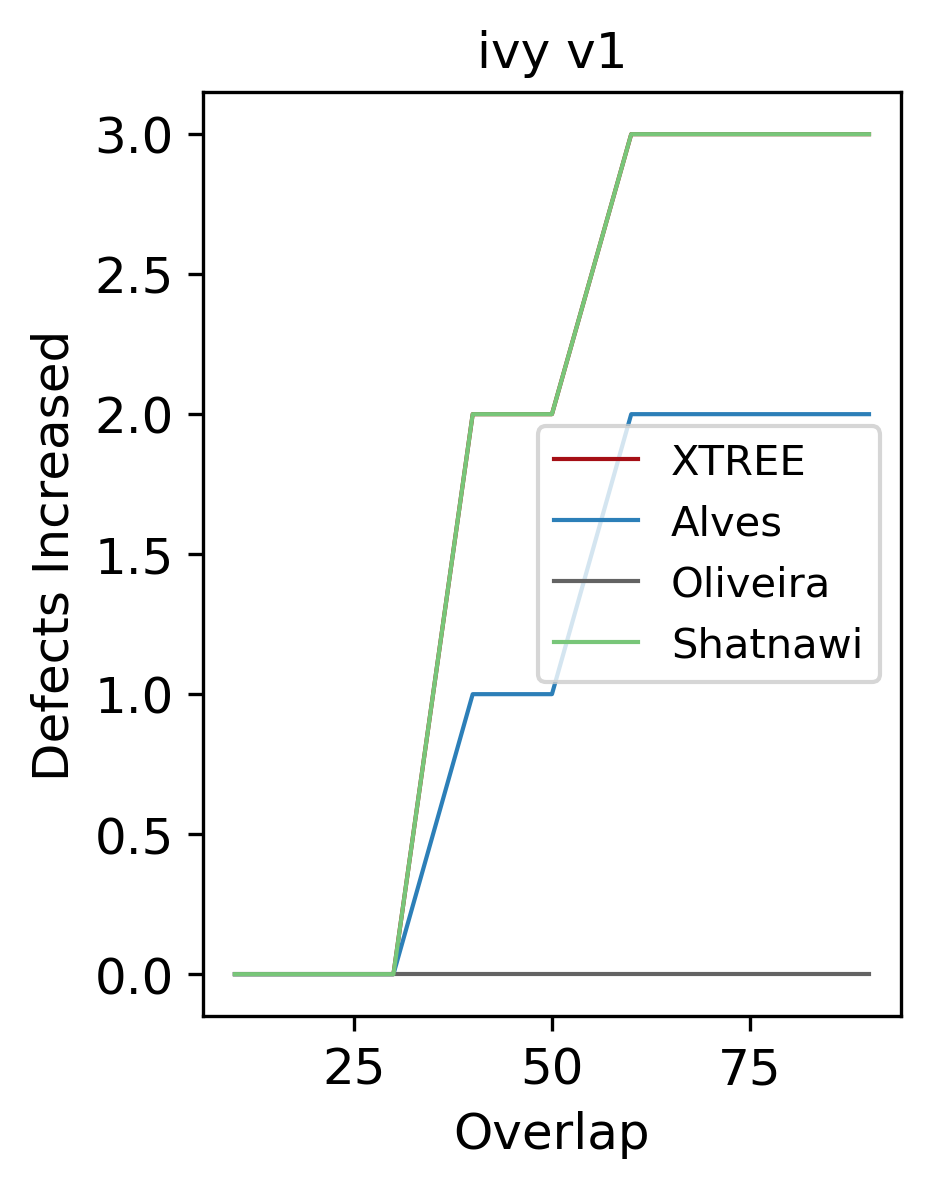 ivy v1
Defects Increased
3.0
2.5
2.0
1.5
1.0
0.5
0.0
XTREE
Alves
Oliveira
Shatnawi
25 50 75
Overlap